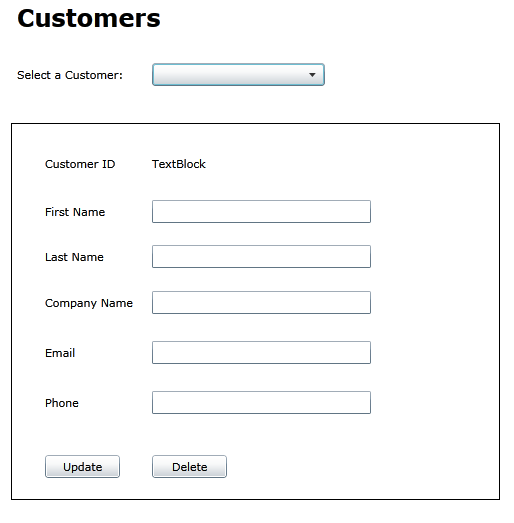 Customers
Select a Customer:
Customer ID TextBlock
First Name
Last Name
Company Name
Email
Phone
Update Delete